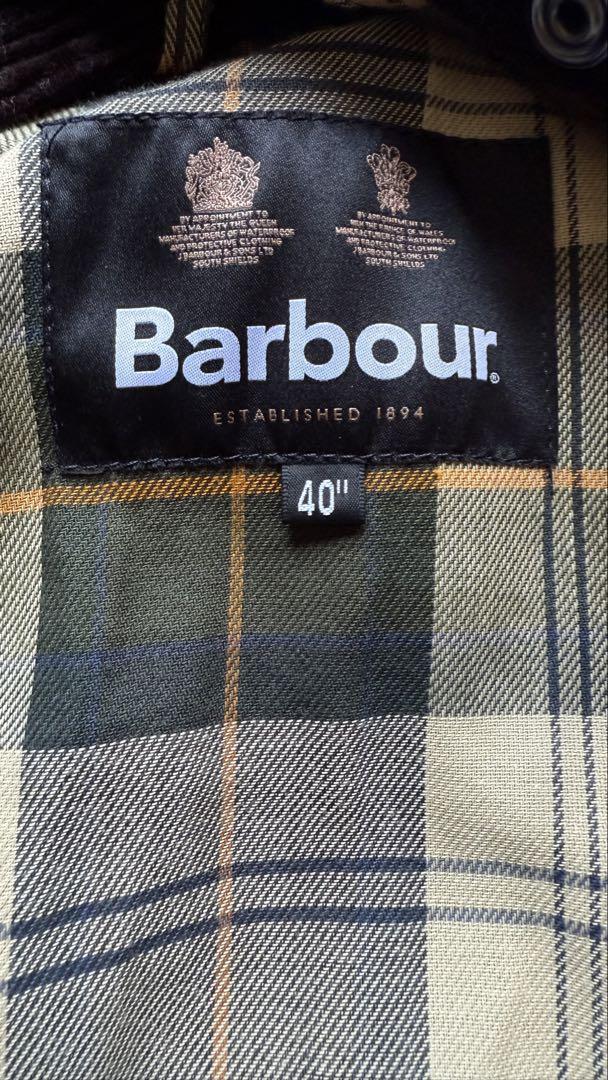 BY APPOINTMENT TO
HER MAJESTY THE QUEEN
MANUFACTURERS OF WATERPROOF
AND PROTECTIVE CLOTHING
J BARBOUR & SONS LTD
SOUTH SHIELDS
BY APPOINTMENT TO
HRH THE PRINCE OF WALES
MANUFACTURERS OF WATERPROOF
AND PROTECTIVE CLOTHING
J BARBOUR & SONS LTD
SOUTH SHIELDS
Barbour®
ESTABLISHED 1894
40"